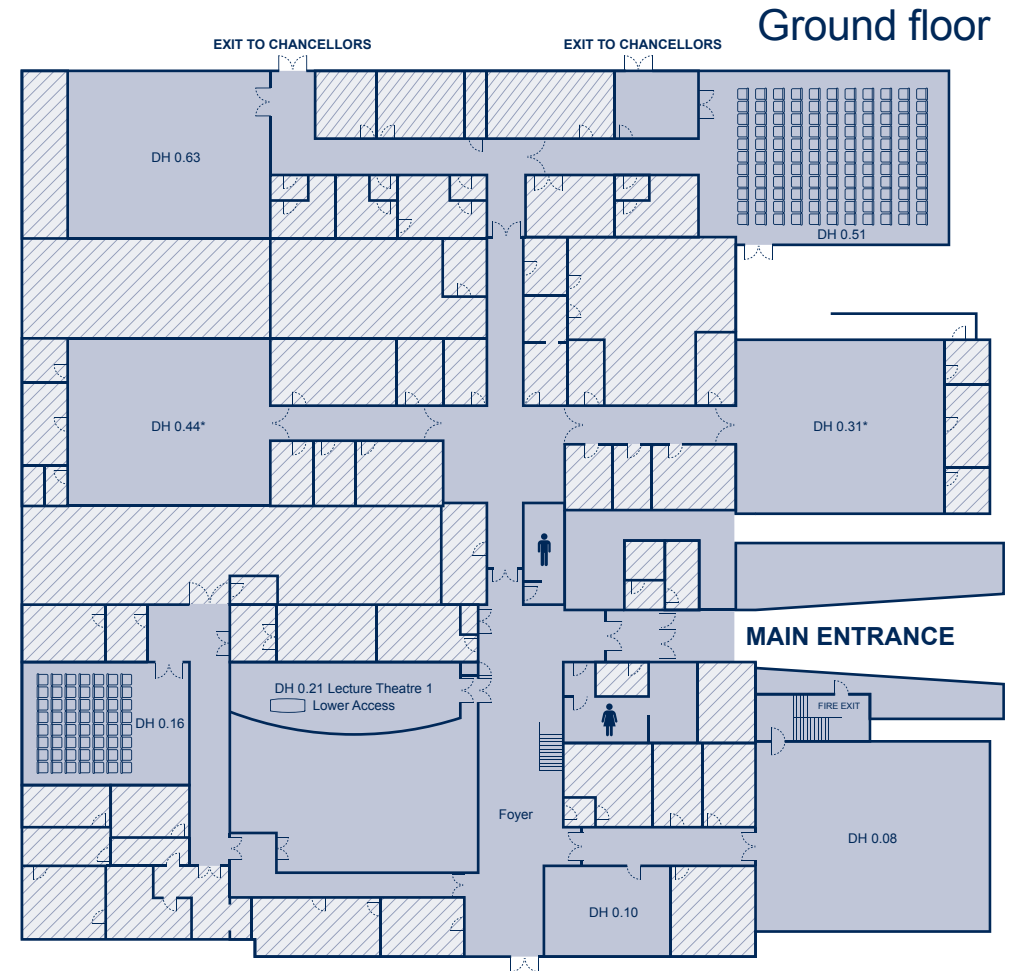 Ground floor
EXIT TO CHANCELLORS
EXIT TO CHANCELLORS
DH 0.63
DH 0.51
DH 0.44*
DH 0.31*
MAIN ENTRANCE
DH 0.21 Lecture Theatre 1
Lower Access
DH 0.16
FIRE EXIT
Foyer
DH 0.08
DH 0.10